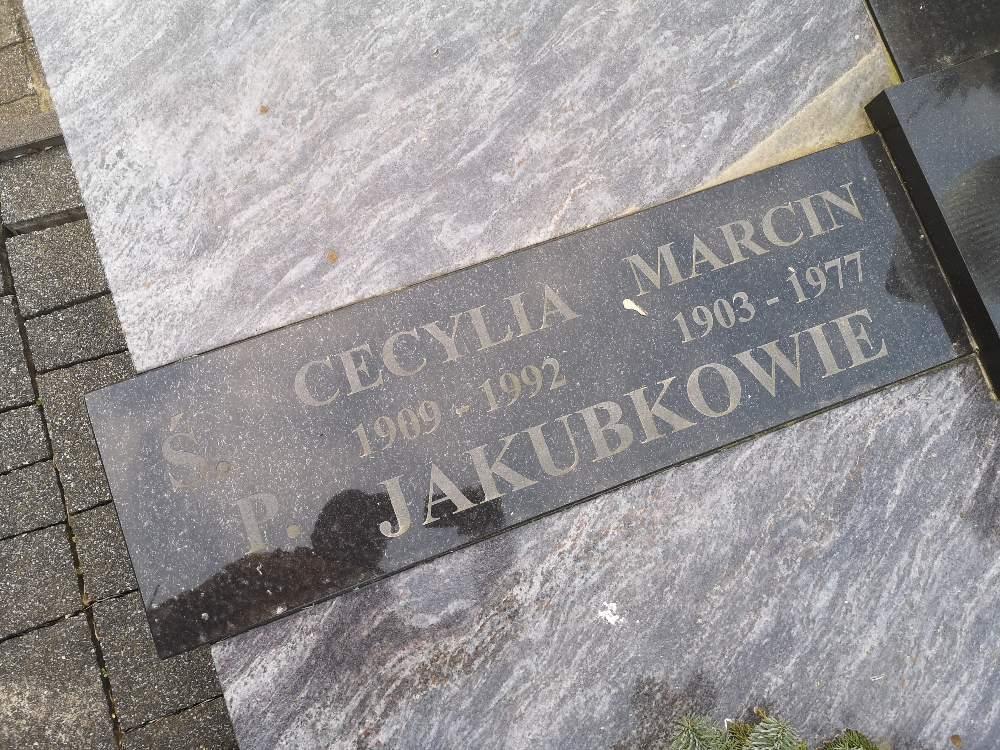 Ś.
P.
CECYLIA MARCIN
1909 - 1992 1903 - 1977
JAKUBKOWIE